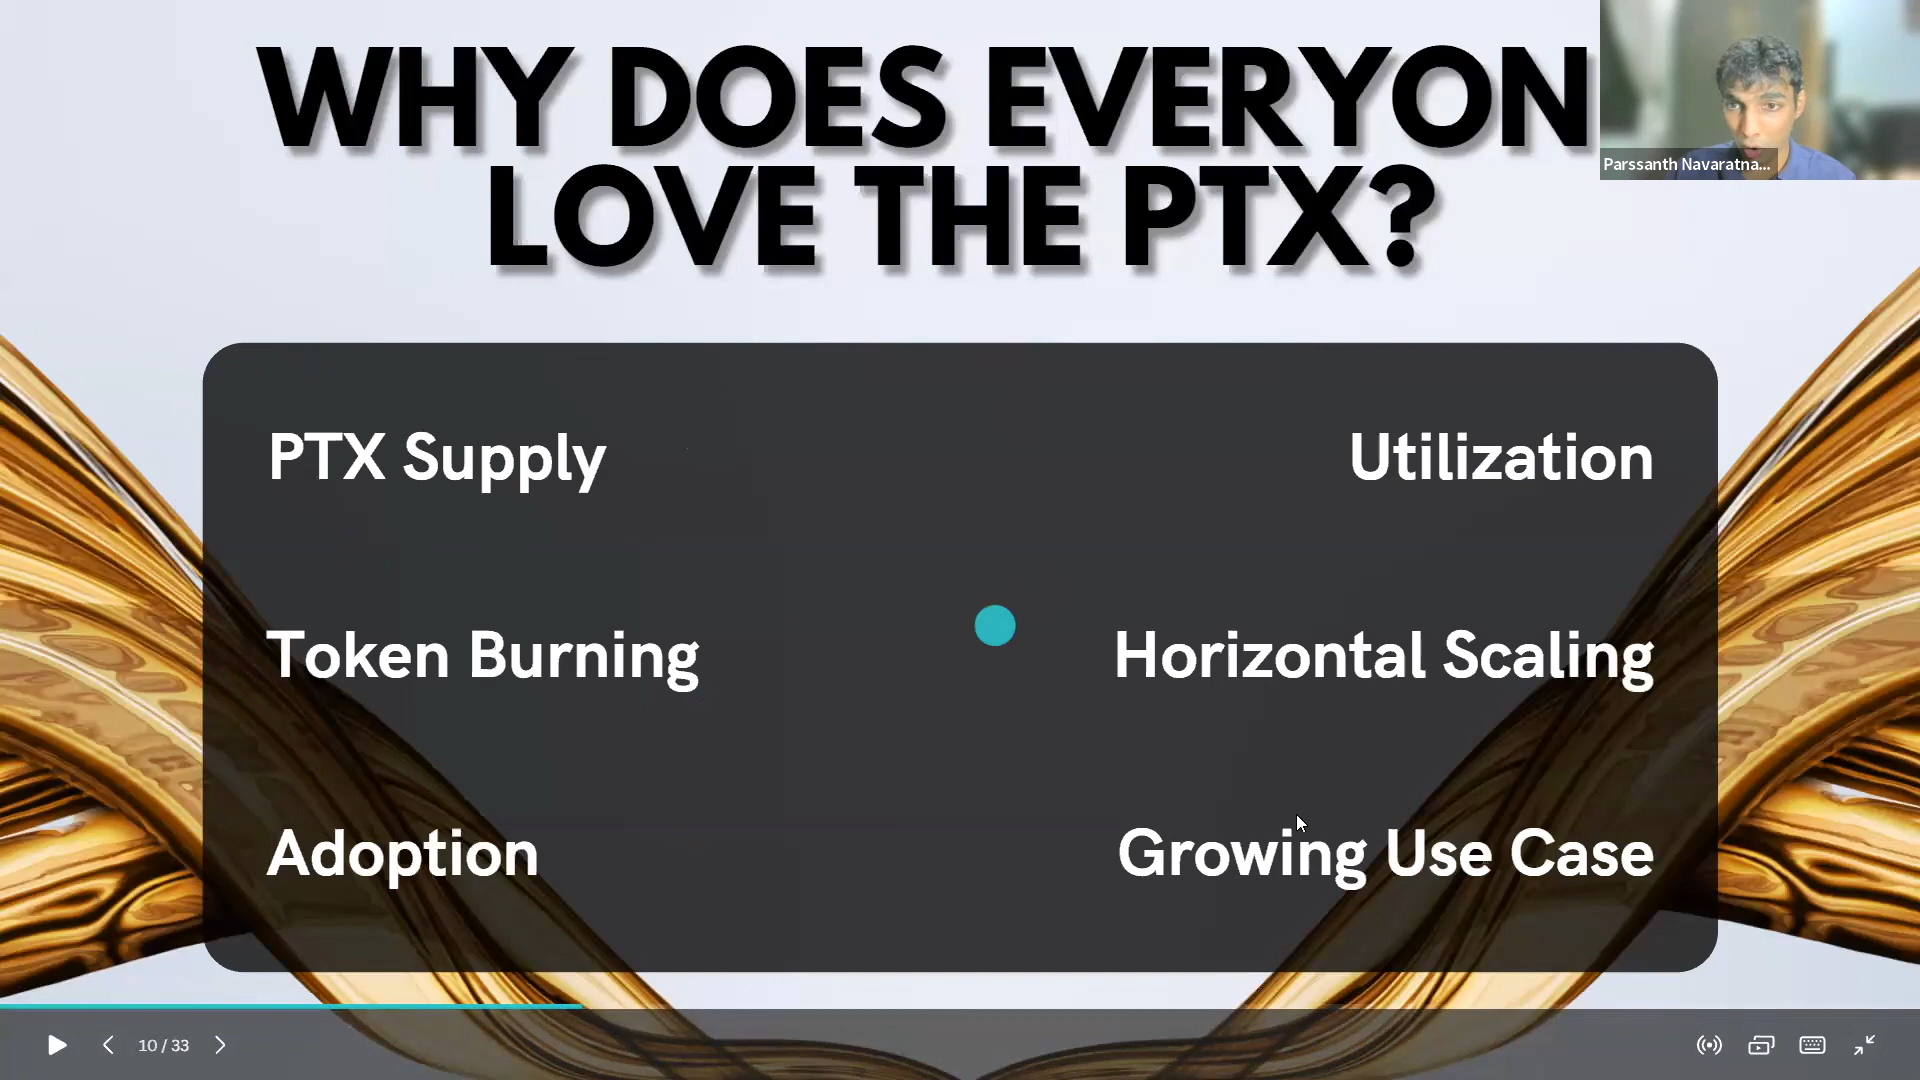 WHY DOES EVERYON
LOVE THE PTX?
Parssanth Navaratna...
PTX Supply
Utilization
Token Burning
Horizontal Scaling
Adoption
Growing Use Case
10 / 33